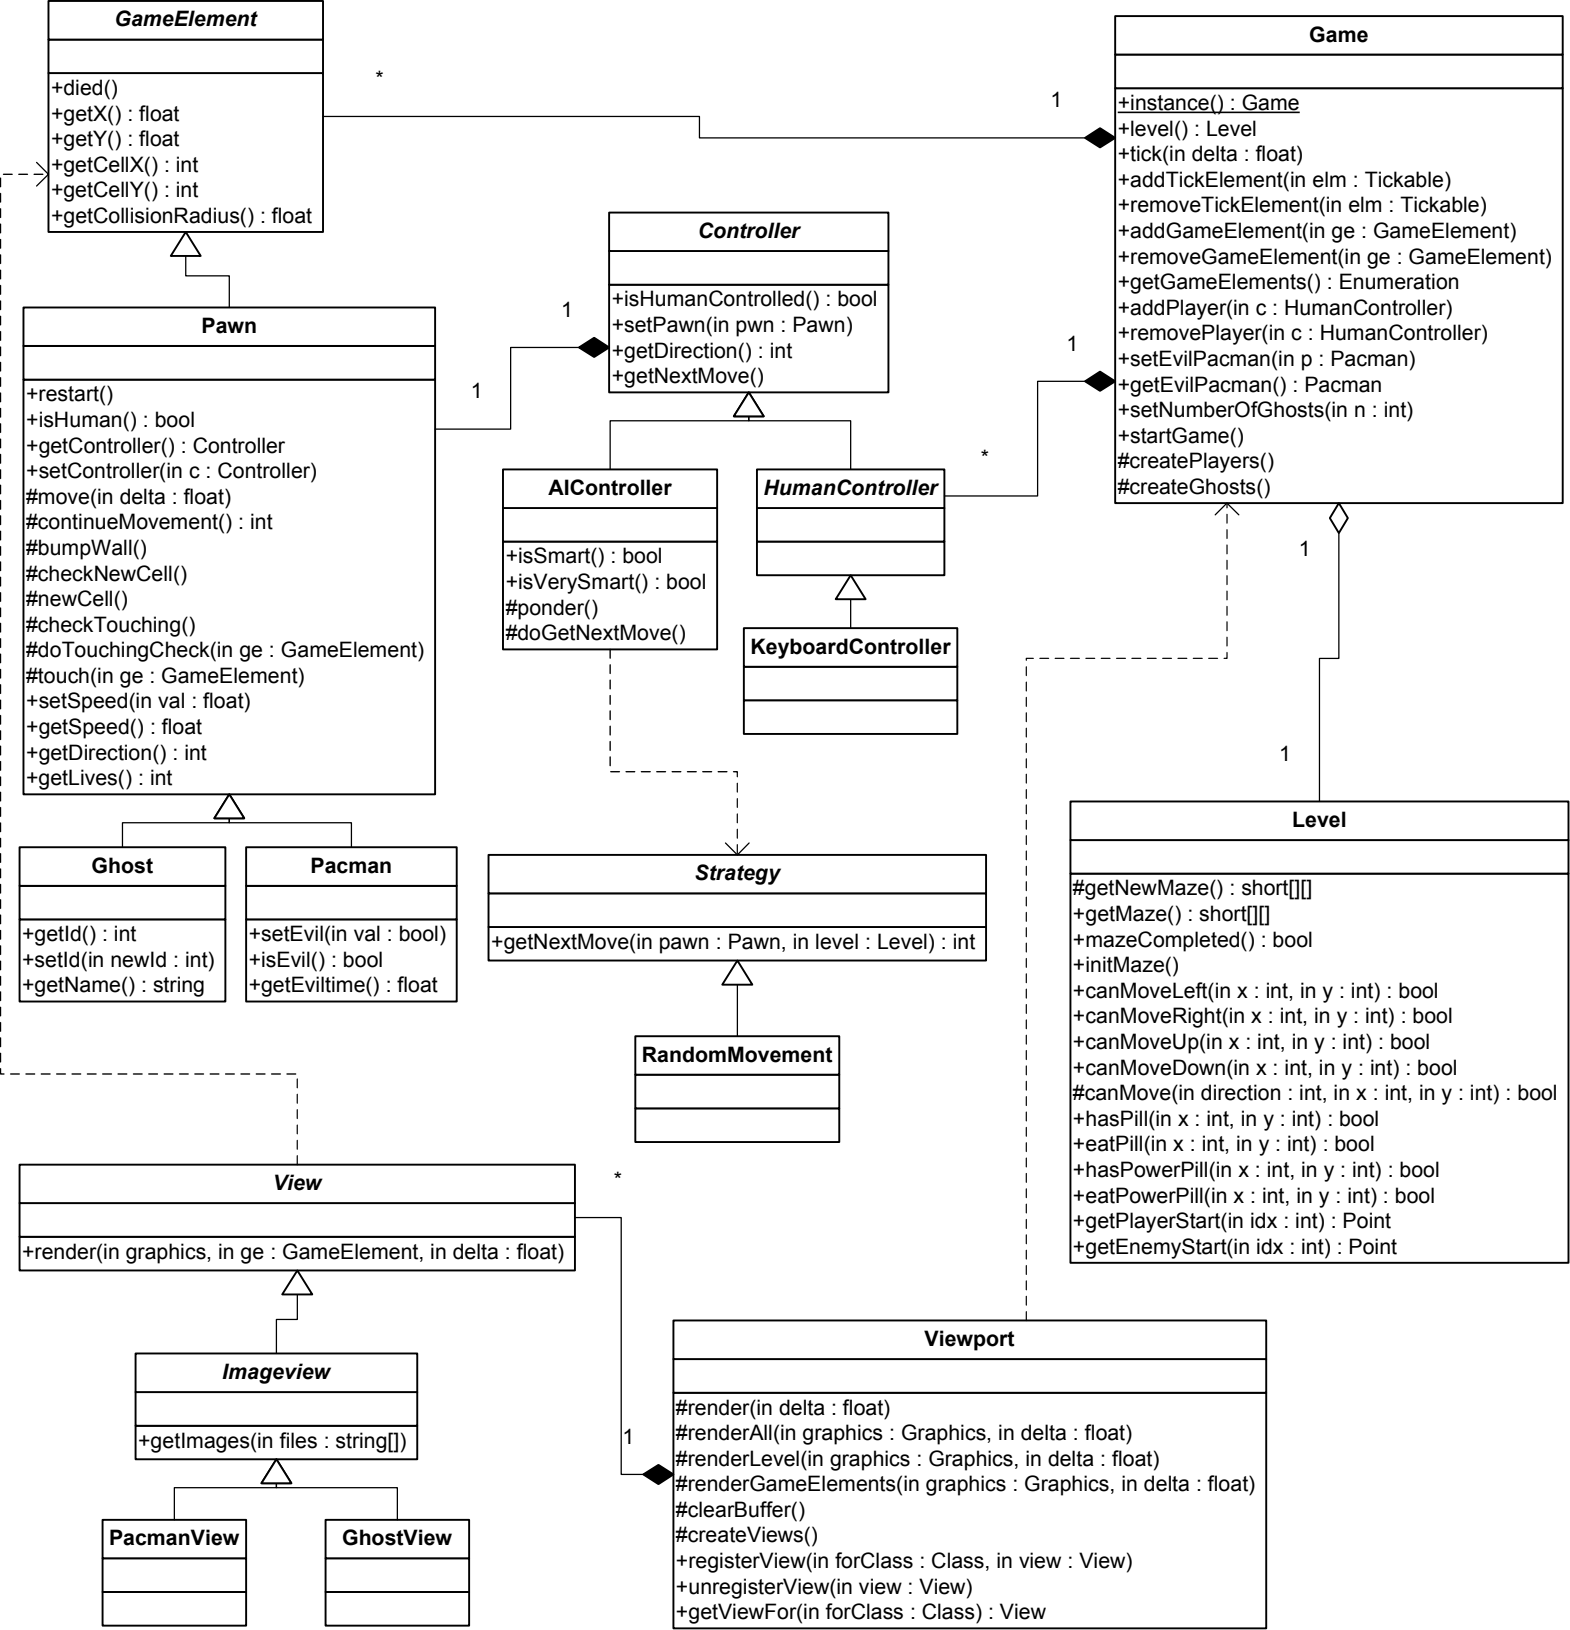 GameElement
+died()
+getX() : float
+getY() : float
+getCellX() : int
+getCellY() : int
+getCollisionRadius() : float
*
1
Game
+instance() : Game
+level() : Level
+tick(in delta : float)
+addTickElement(in elm : Tickable)
+removeTickElement(in elm : Tickable)
+addGameElement(in ge : GameElement)
+removeGameElement(in ge : GameElement)
+getGameElements() : Enumeration
+addPlayer(in c : HumanController)
+removePlayer(in c : HumanController)
+setEvilPacman(in p : Pacman)
+getEvilPacman() : Pacman
+setNumberOfGhosts(in n : int)
+startGame()
#createPlayers()
#createGhosts()
Controller
+isHumanControlled() : bool
+setPawn(in pwn : Pawn)
+getDirection() : int
+getNextMove()
1
1
1
*
Pawn
+restart()
+isHuman() : bool
+getController() : Controller
+setController(in c : Controller)
#move(in delta : float)
#continueMovement() : int
#bumpWall()
#checkNewCell()
#newCell()
#checkTouching()
#doTouchingCheck(in ge : GameElement)
#touch(in ge : GameElement)
+setSpeed(in val : float)
+getSpeed() : float
+getDirection() : int
+getLives() : int
AIController
+isSmart() : bool
+isVerySmart() : bool
#ponder()
#doGetNextMove()
HumanController
KeyboardController
1
1
Ghost
+getId() : int
+setId(in newId : int)
+getName() : string
Pacman
+setEvil(in val : bool)
+isEvil() : bool
+getEviltime() : float
Strategy
+getNextMove(in pawn : Pawn, in level : Level) : int
RandomMovement
Level
#getNewMaze() : short[][]
+getMaze() : short[][]
+mazeCompleted() : bool
+initMaze()
+canMoveLeft(in x : int, in y : int) : bool
+canMoveRight(in x : int, in y : int) : bool
+canMoveUp(in x : int, in y : int) : bool
+canMoveDown(in x : int, in y : int) : bool
#canMove(in direction : int, in x : int, in y : int) : bool
+hasPill(in x : int, in y : int) : bool
+eatPill(in x : int, in y : int) : bool
+hasPowerPill(in x : int, in y : int) : bool
+eatPowerPill(in x : int, in y : int) : bool
+getPlayerStart(in idx : int) : Point
+getEnemyStart(in idx : int) : Point
View
+render(in graphics, in ge : GameElement, in delta : float)
*
1
Imageview
+getImages(in files : string[])
PacmanView
GhostView
Viewport
#render(in delta : float)
#renderAll(in graphics : Graphics, in delta : float)
#renderLevel(in graphics : Graphics, in delta : float)
#renderGameElements(in graphics : Graphics, in delta : float)
#clearBuffer()
#createViews()
+registerView(in forClass : Class, in view : View)
+unregisterView(in view : View)
+getViewFor(in forClass : Class) : View